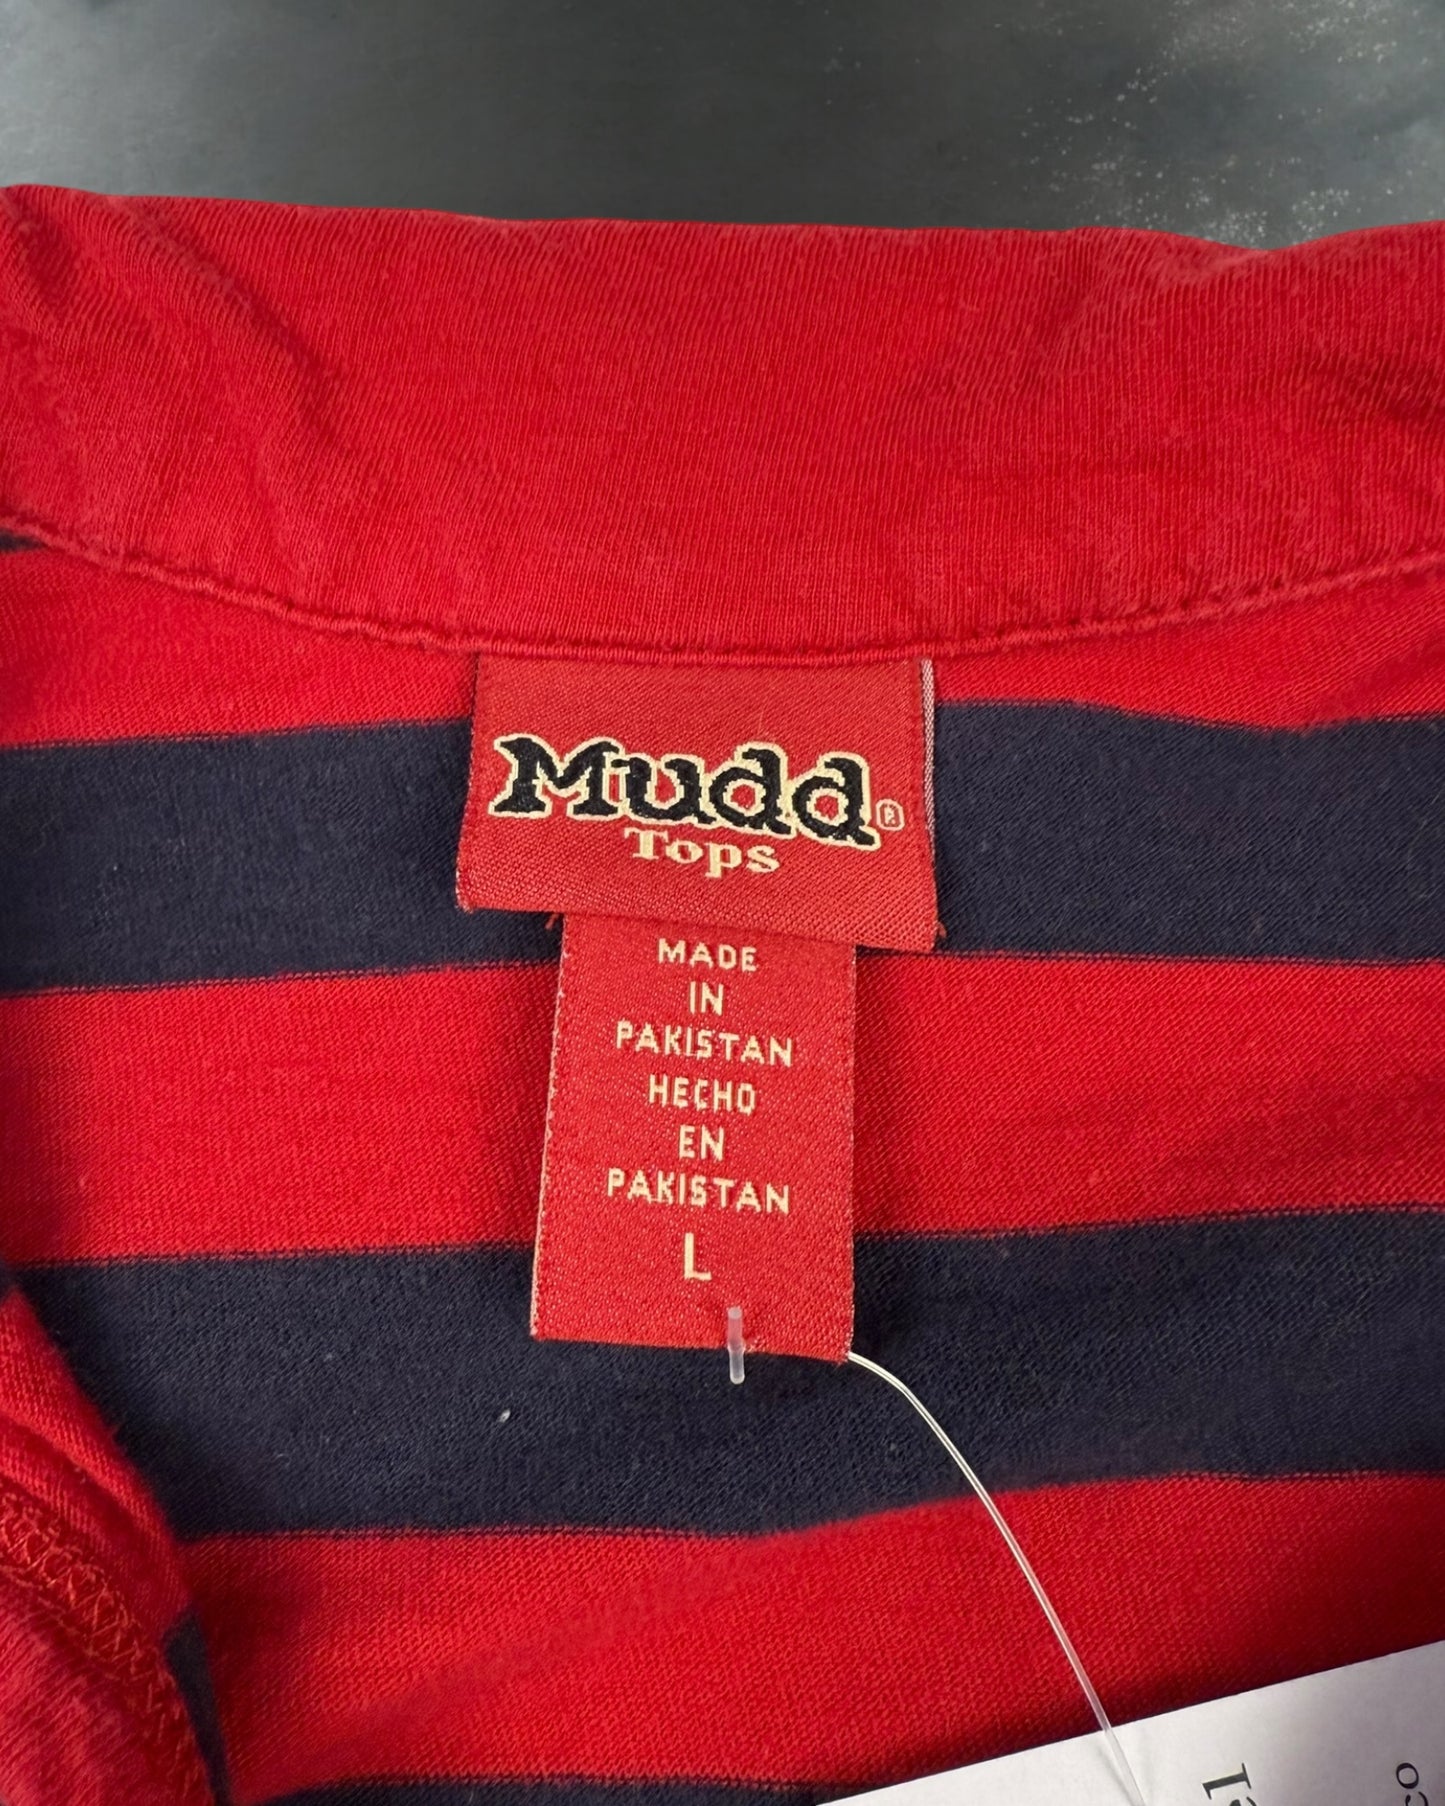 Mudd®
Tops
MADE
IN
PAKISTAN
HECHO
EN
PAKISTAN
L